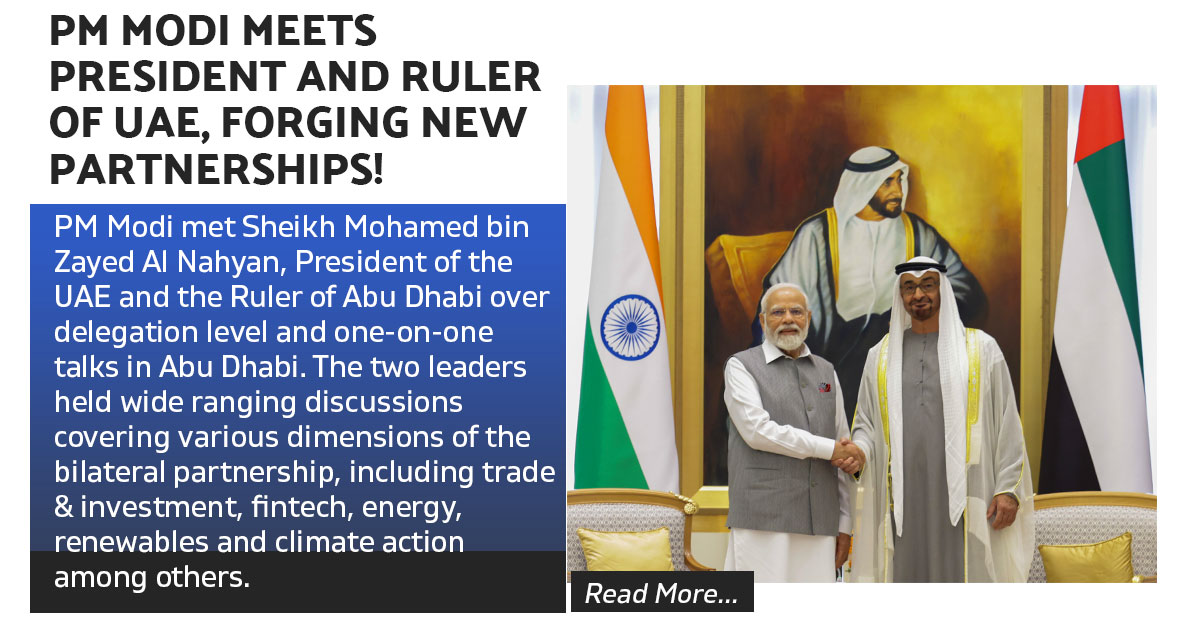 PM MODI MEETS
PRESIDENT AND RULER
OF UAE, FORGING NEW
PARTNERSHIPS!
PM Modi met Sheikh Mohamed bin
Zayed Al Nahyan, President of the
UAE and the Ruler of Abu Dhabi over
delegation level and one-on-one
talks in Abu Dhabi. The two leaders
held wide ranging discussions
covering various dimensions of the
bilateral partnership, including trade
& investment, fintech, energy,
renewables and climate action
among others.
Read More...